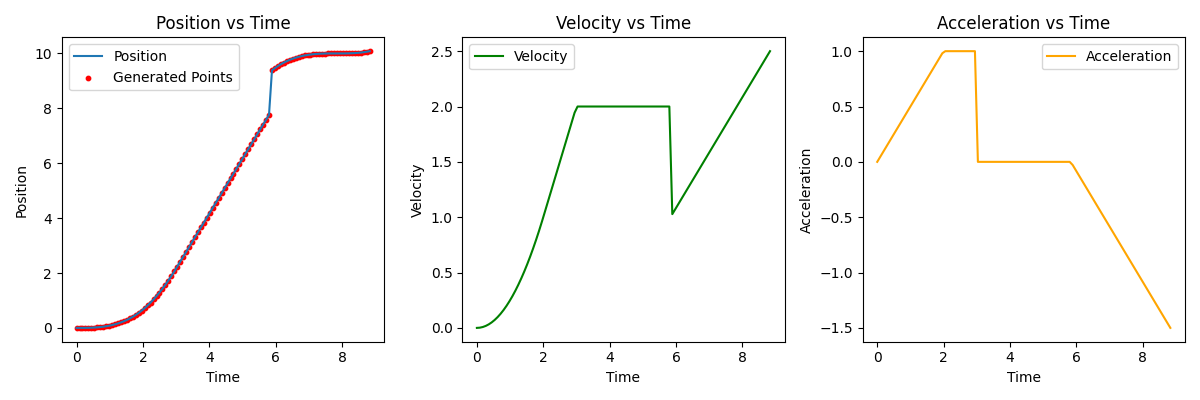 Position vs Time
Position
Generated Points
10
8
6
4
2
0
Position
0 2 4 6 8
Time
Velocity vs Time
Velocity
2.5
2.0
1.5
1.0
0.5
0.0
Velocity
0 2 4 6 8
Time
Acceleration vs Time
Acceleration
1.0
0.5
0.0
−0.5
−1.0
−1.5
Acceleration
0 2 4 6 8
Time